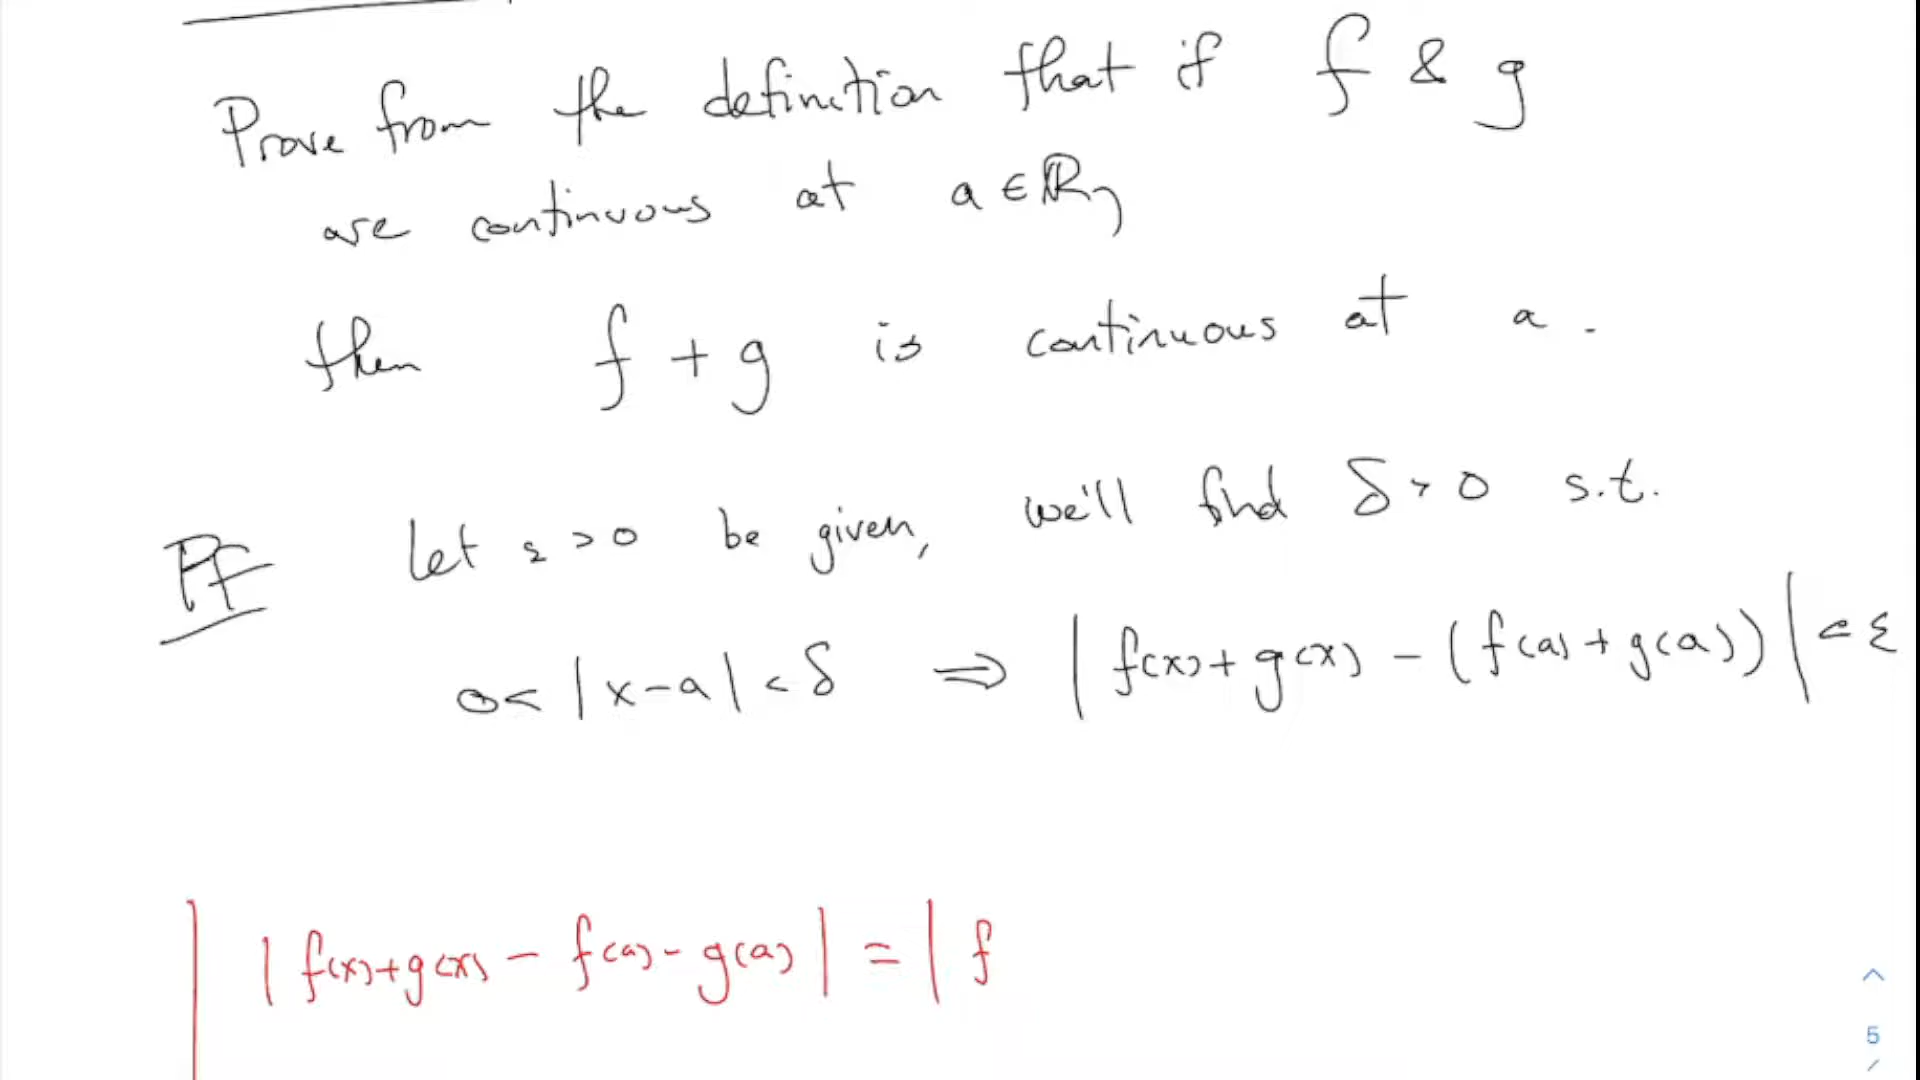 Prove from the definition that if f & g
are continuous at a ∈ ℝ,
then f + g is continuous at a.
Pf Let ε > 0 be given, we'll find δ > 0 s.t.
0 < |x-a| < δ ⇒ |f(x) + g(x) - (f(a) + g(a))| < ε
|f(x)+g(x) - f(a) - g(a)| = | f
5